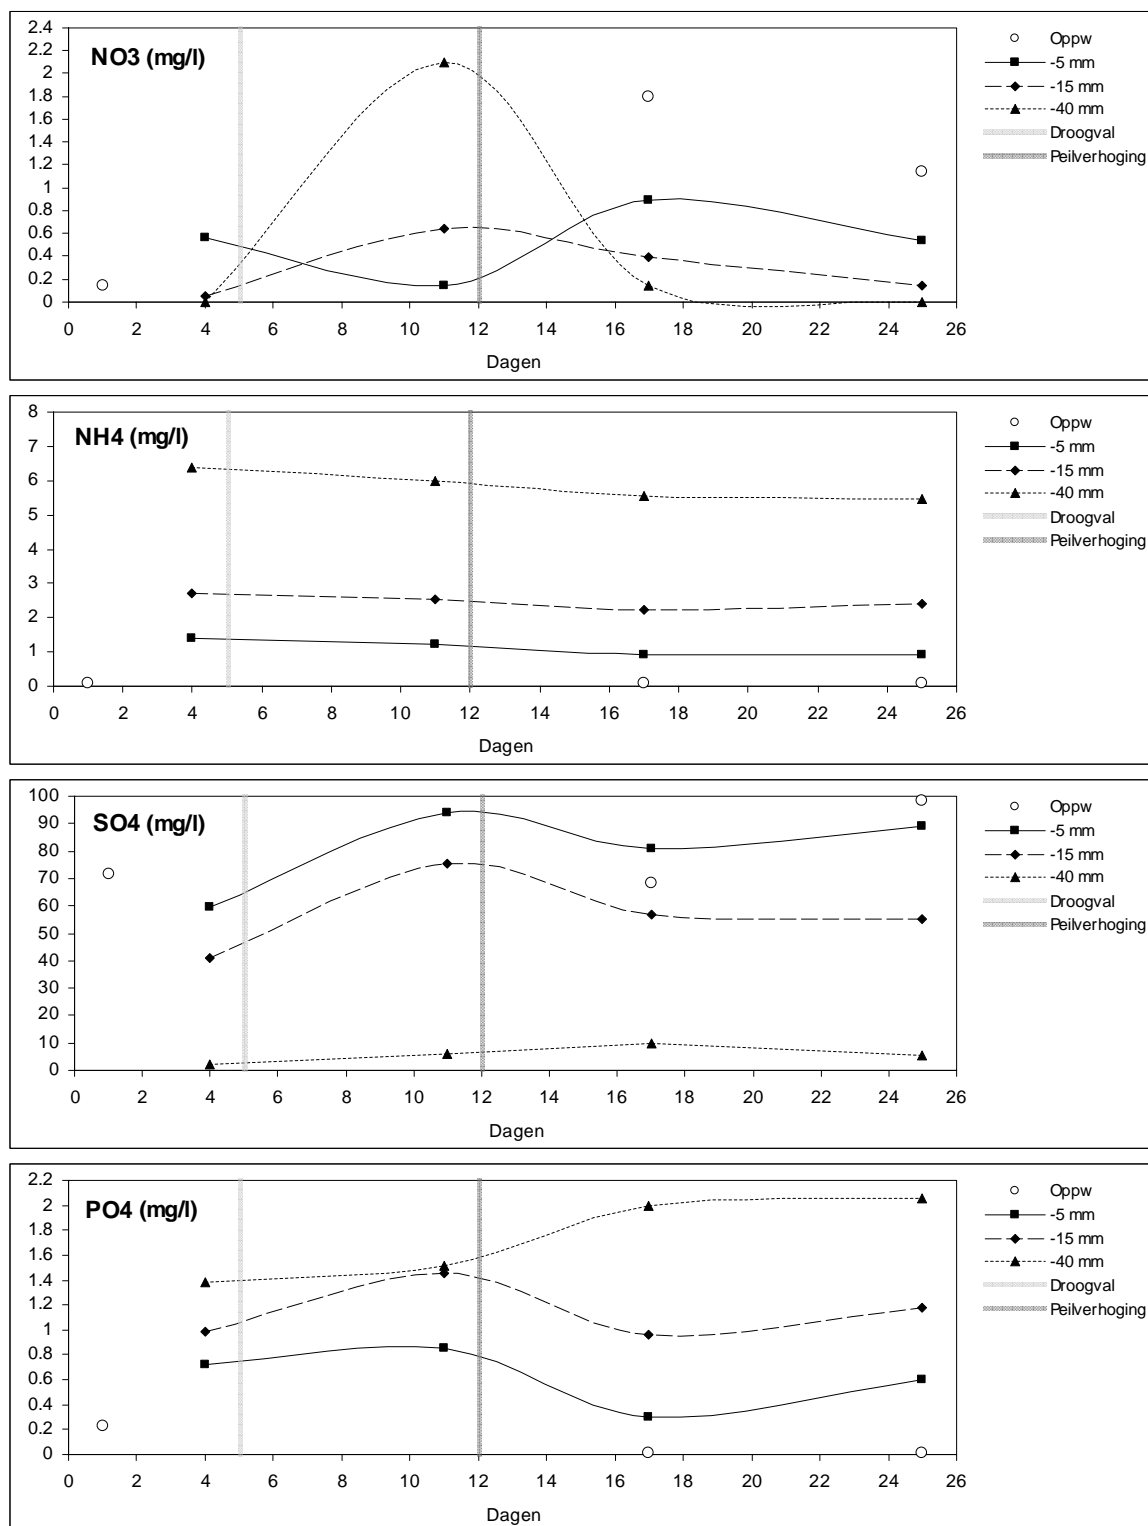 NO3 (mg/l)
2.4
2.2
2
1.8
1.6
1.4
1.2
1
0.8
0.6
0.4
0.2
0
0 2 4 6 8 10 12 14 16 18 20 22 24 26
Dagen
Oppw
-5 mm
-15 mm
-40 mm
Droogval
Peilverhoging
NH4 (mg/l)
8
7
6
5
4
3
2
1
0
0 2 4 6 8 10 12 14 16 18 20 22 24 26
Dagen
Oppw
-5 mm
-15 mm
-40 mm
Droogval
Peilverhoging
SO4 (mg/l)
100
90
80
70
60
50
40
30
20
10
0
0 2 4 6 8 10 12 14 16 18 20 22 24 26
Dagen
Oppw
-5 mm
-15 mm
-40 mm
Droogval
Peilverhoging
PO4 (mg/l)
2.2
2
1.8
1.6
1.4
1.2
1
0.8
0.6
0.4
0.2
0
0 2 4 6 8 10 12 14 16 18 20 22 24 26
Dagen
Oppw
-5 mm
-15 mm
-40 mm
Droogval
Peilverhoging